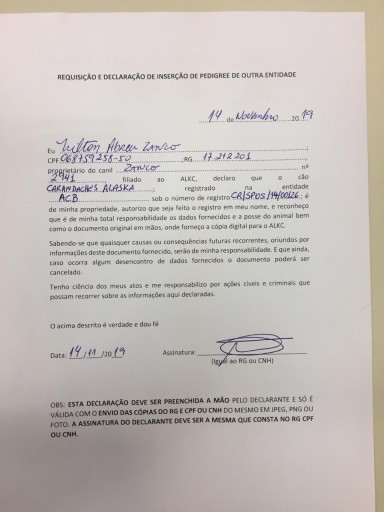 REQUISIÇÃO E DECLARAÇÃO DE INSERÇÃO DE PEDIGREE DE OUTRA ENTIDADE
14 de Novembro 2019
Eu Abreu ZANCO
CPF 068759258-50 RG 17.212.201
proprietário do canil ZANCO nº
2941, filiado ao ALKC, declaro que o cão
CARANDACHES ALASKA, registrado na entidade
ACB sob o número de registro CR/SPOS/14/00126; é
de minha propriedade, autorizo que seja feito o registro em meu nome, e reconheço
que é de minha total responsabilidade os dados fornecidos e a posse do animal bem
como o documento original em mãos, onde forneço a cópia digital para o ALKC.
Sabendo-se que quaisquer causas ou consequências futuras recorrentes, oriundos por
informações deste documento fornecido, serão de minha responsabilidade. E que ainda,
caso ocorra algum desencontro de dados fornecidos o documento poderá ser
cancelado.
Tenho ciência dos meus atos e me responsabilizo por ações cíveis e criminais que
possam recorrer sobre as informações aqui declaradas.
O acima descrito é verdade e dou fé
Data: 14/11/2019 Assinatura:
(Igual ao RG ou CNH)
OBS: ESTA DECLARAÇÃO DEVE SER PREENCHIDA A MÃO PELO DECLARANTE E SÓ É
VÁLIDA COM O ENVIO DAS CÓPIAS DO RG E CPF OU CNH DO MESMO EM JPEG, PNG OU
FOTO. A ASSINATURA DO DECLARANTE DEVE SER A MESMA QUE CONSTA NO RG CPF
OU CNH.